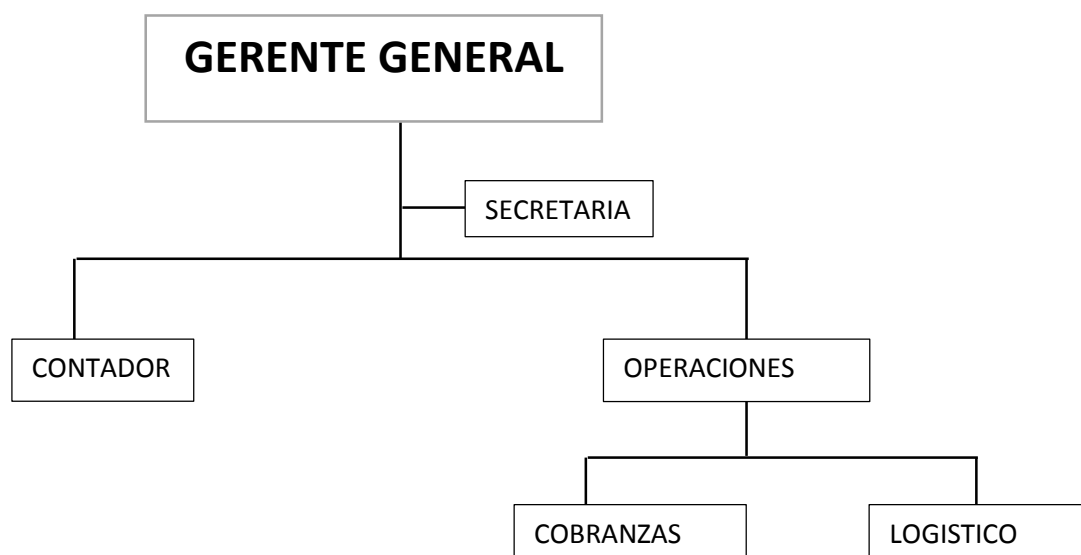 GERENTE GENERAL
SECRETARIA
CONTADOR
OPERACIONES
COBRANZAS
LOGISTICO